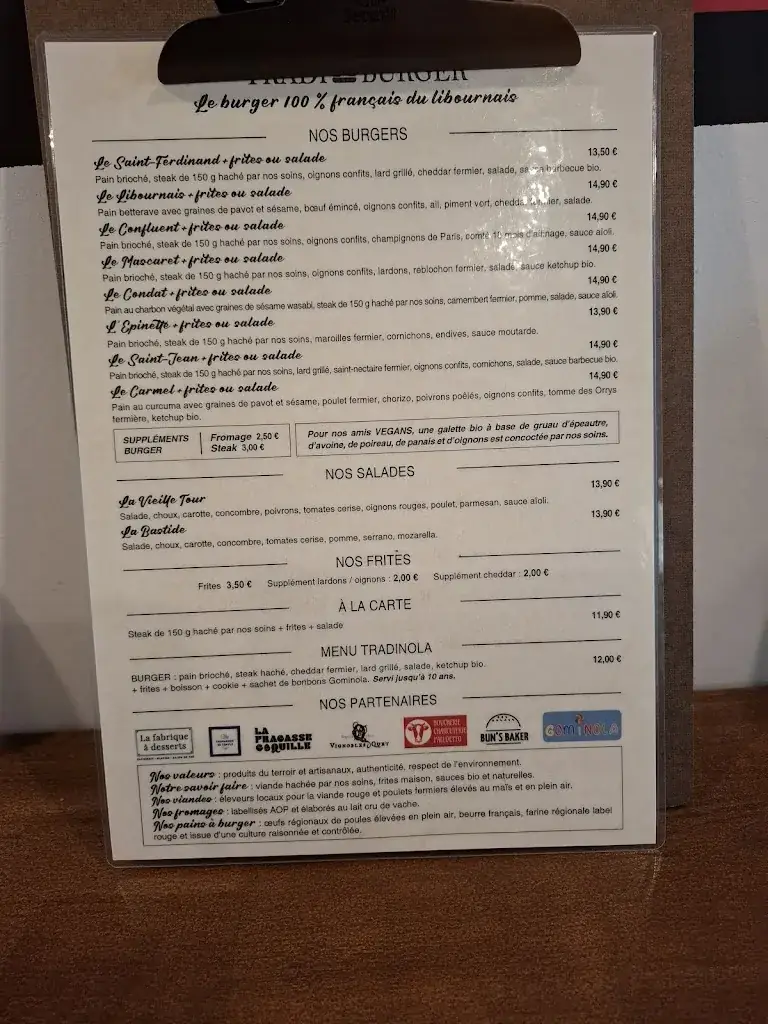 TRADI BURGER
Le burger 100 % français du libournais
NOS BURGERS
Le Saint-Ferdinand + frites ou salade 13,50 €
Pain brioché, steak de 150 g haché par nos soins, oignons confits, lard grillé, cheddar fermier, salade, sauce barbecue bio.
Le Libournais + frites ou salade 14,90 €
Pain betterave avec graines de pavot et sésame, bœuf émincé, oignons confits, ail, piment vert, cheddar fermier, salade.
Le Confluent + frites ou salade 14,90 €
Pain brioché, steak de 150 g haché par nos soins, oignons confits, champignons de Paris, comté 18 mois d'affinage, sauce aïoli.
Le Mascaret + frites ou salade 14,90 €
Pain brioché, steak de 150 g haché par nos soins, oignons confits, lardons, reblochon fermier, salade, sauce ketchup bio.
Le Condat + frites ou salade 14,90 €
Pain au charbon végétal avec graines de sésame wasabi, steak de 150 g haché par nos soins, camembert fermier, pomme, salade, sauce aïoli.
L'Epinette + frites ou salade 13,90 €
Pain brioché, steak de 150 g haché par nos soins, maroilles fermier, cornichons, endives, sauce moutarde.
Le Saint-Jean + frites ou salade 14,90 €
Pain brioché, steak de 150 g haché par nos soins, lard grillé, saint-nectaire fermier, oignons confits, cornichons, salade, sauce barbecue bio.
Le Carmel + frites ou salade 14,90 €
Pain au curcuma avec graines de pavot et sésame, poulet fermier, chorizo, poivrons poêlés, oignons confits, tomme des Orrys
fermière, ketchup bio.
SUPPLÉMENTS BURGER
Fromage 2,50 €
Steak 3,00 €
Pour nos amis VEGANS, une galette bio à base de gruau d'épeautre,
d'avoine, de poireau, de panais et d'oignons est concoctée par nos soins.
NOS SALADES
La Vieille Tour 13,90 €
Salade, choux, carotte, concombre, poivrons, tomates cerise, oignons rouges, poulet, parmesan, sauce aïoli.
La Bastide 13,90 €
Salade, choux, carotte, concombre, tomates cerise, pomme, serrano, mozarella.
NOS FRITES
Frites 3,50 € Supplément lardons / oignons : 2,00 € Supplément cheddar : 2,00 €
À LA CARTE
Steak de 150 g haché par nos soins + frites + salade 11,90 €
MENU TRADINOLA
BURGER : pain brioché, steak haché, cheddar fermier, lard grillé, salade, ketchup bio. 12,00 €
+ frites + boisson + cookie + sachet de bonbons Gominola. Servi jusqu'à 10 ans.
NOS PARTENAIRES
La fabrique à desserts
LA FRACASSE COQUILLE
VIGNOBLES QUET
BOUCHERIE CHARCUTERIE
BUN'S BAKER
GOMINOLA
Nos valeurs : produits du terroir et artisanaux, authenticité, respect de l'environnement.
Notre savoir faire : viande hachée par nos soins, frites maison, sauces bio et naturelles.
Nos viandes : éleveurs locaux pour la viande rouge et poulets fermiers élevés au maïs et en plein air.
Nos fromages : labellisés AOP et élaborés au lait cru de vache.
Nos pains à burger : œufs régionaux de poules élevées en plein air, beurre français, farine régionale label
rouge et issue d'une culture raisonnée et contrôlée.